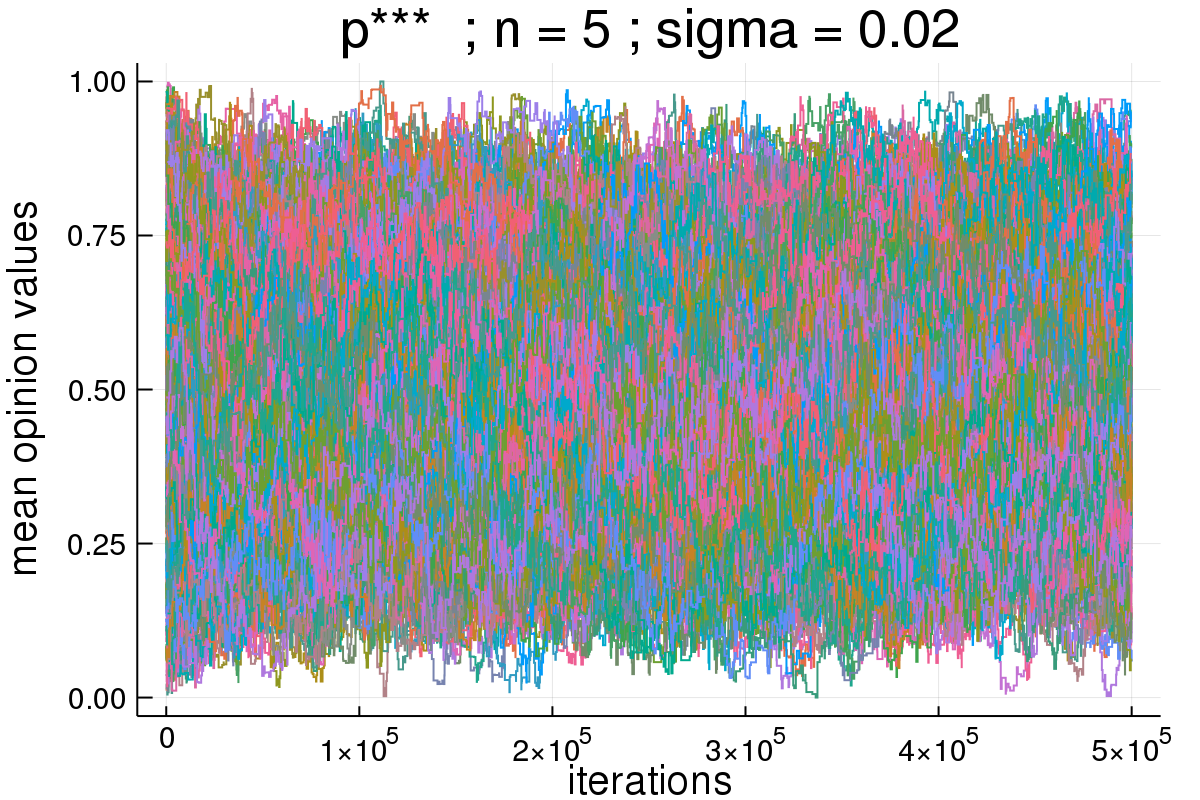 p*** ; n = 5 ; sigma = 0.02
mean opinion values
1.00
0.75
0.50
0.25
0.00
0 1×10⁵ 2×10⁵ 3×10⁵ 4×10⁵ 5×10⁵
iterations